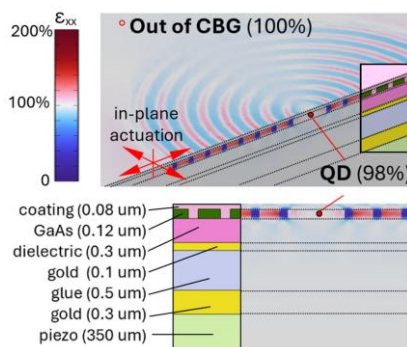 εxx
200%
100%
0
Out of CBG (100%)
in-plane
actuation
QD (98%)
coating (0.08 um)
GaAs (0.12 um)
dielectric (0.3 um)
gold (0.1 um)
glue (0.5 um)
gold (0.3 um)
piezo (350 um)